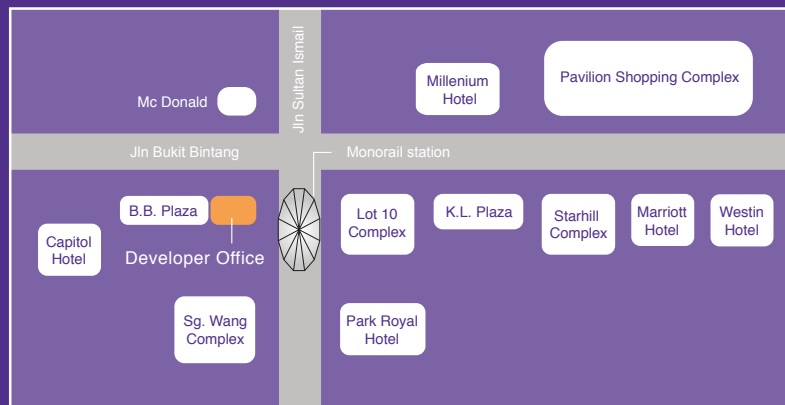 Jln Sultan Ismail
Millenium
Hotel
Pavilion Shopping Complex
Mc Donald
Jln Bukit Bintang
Monorail station
B.B. Plaza
Lot 10
Complex
K.L. Plaza
Starhill
Complex
Marriott
Hotel
Westin
Hotel
Capitol
Hotel
Developer Office
Sg. Wang
Complex
Park Royal
Hotel